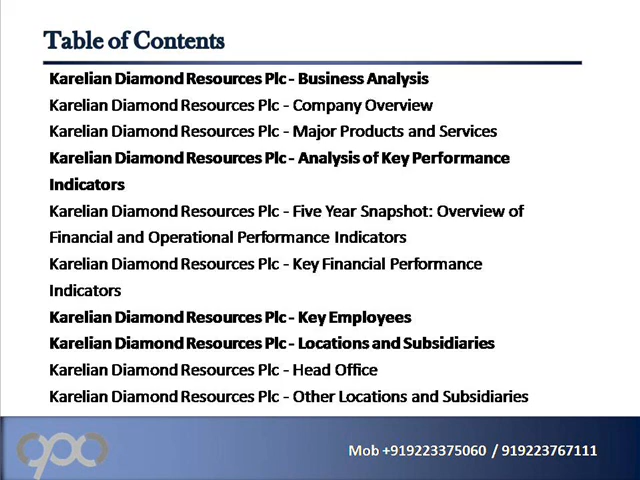 Table of Contents
Karelian Diamond Resources Plc - Business Analysis
Karelian Diamond Resources Plc - Company Overview
Karelian Diamond Resources Plc - Major Products and Services
Karelian Diamond Resources Plc - Analysis of Key Performance
Indicators
Karelian Diamond Resources Plc - Five Year Snapshot: Overview of
Financial and Operational Performance Indicators
Karelian Diamond Resources Plc - Key Financial Performance
Indicators
Karelian Diamond Resources Plc - Key Employees
Karelian Diamond Resources Plc - Locations and Subsidiaries
Karelian Diamond Resources Plc - Head Office
Karelian Diamond Resources Plc - Other Locations and Subsidiaries
Mob +919223375060 / 919223767111